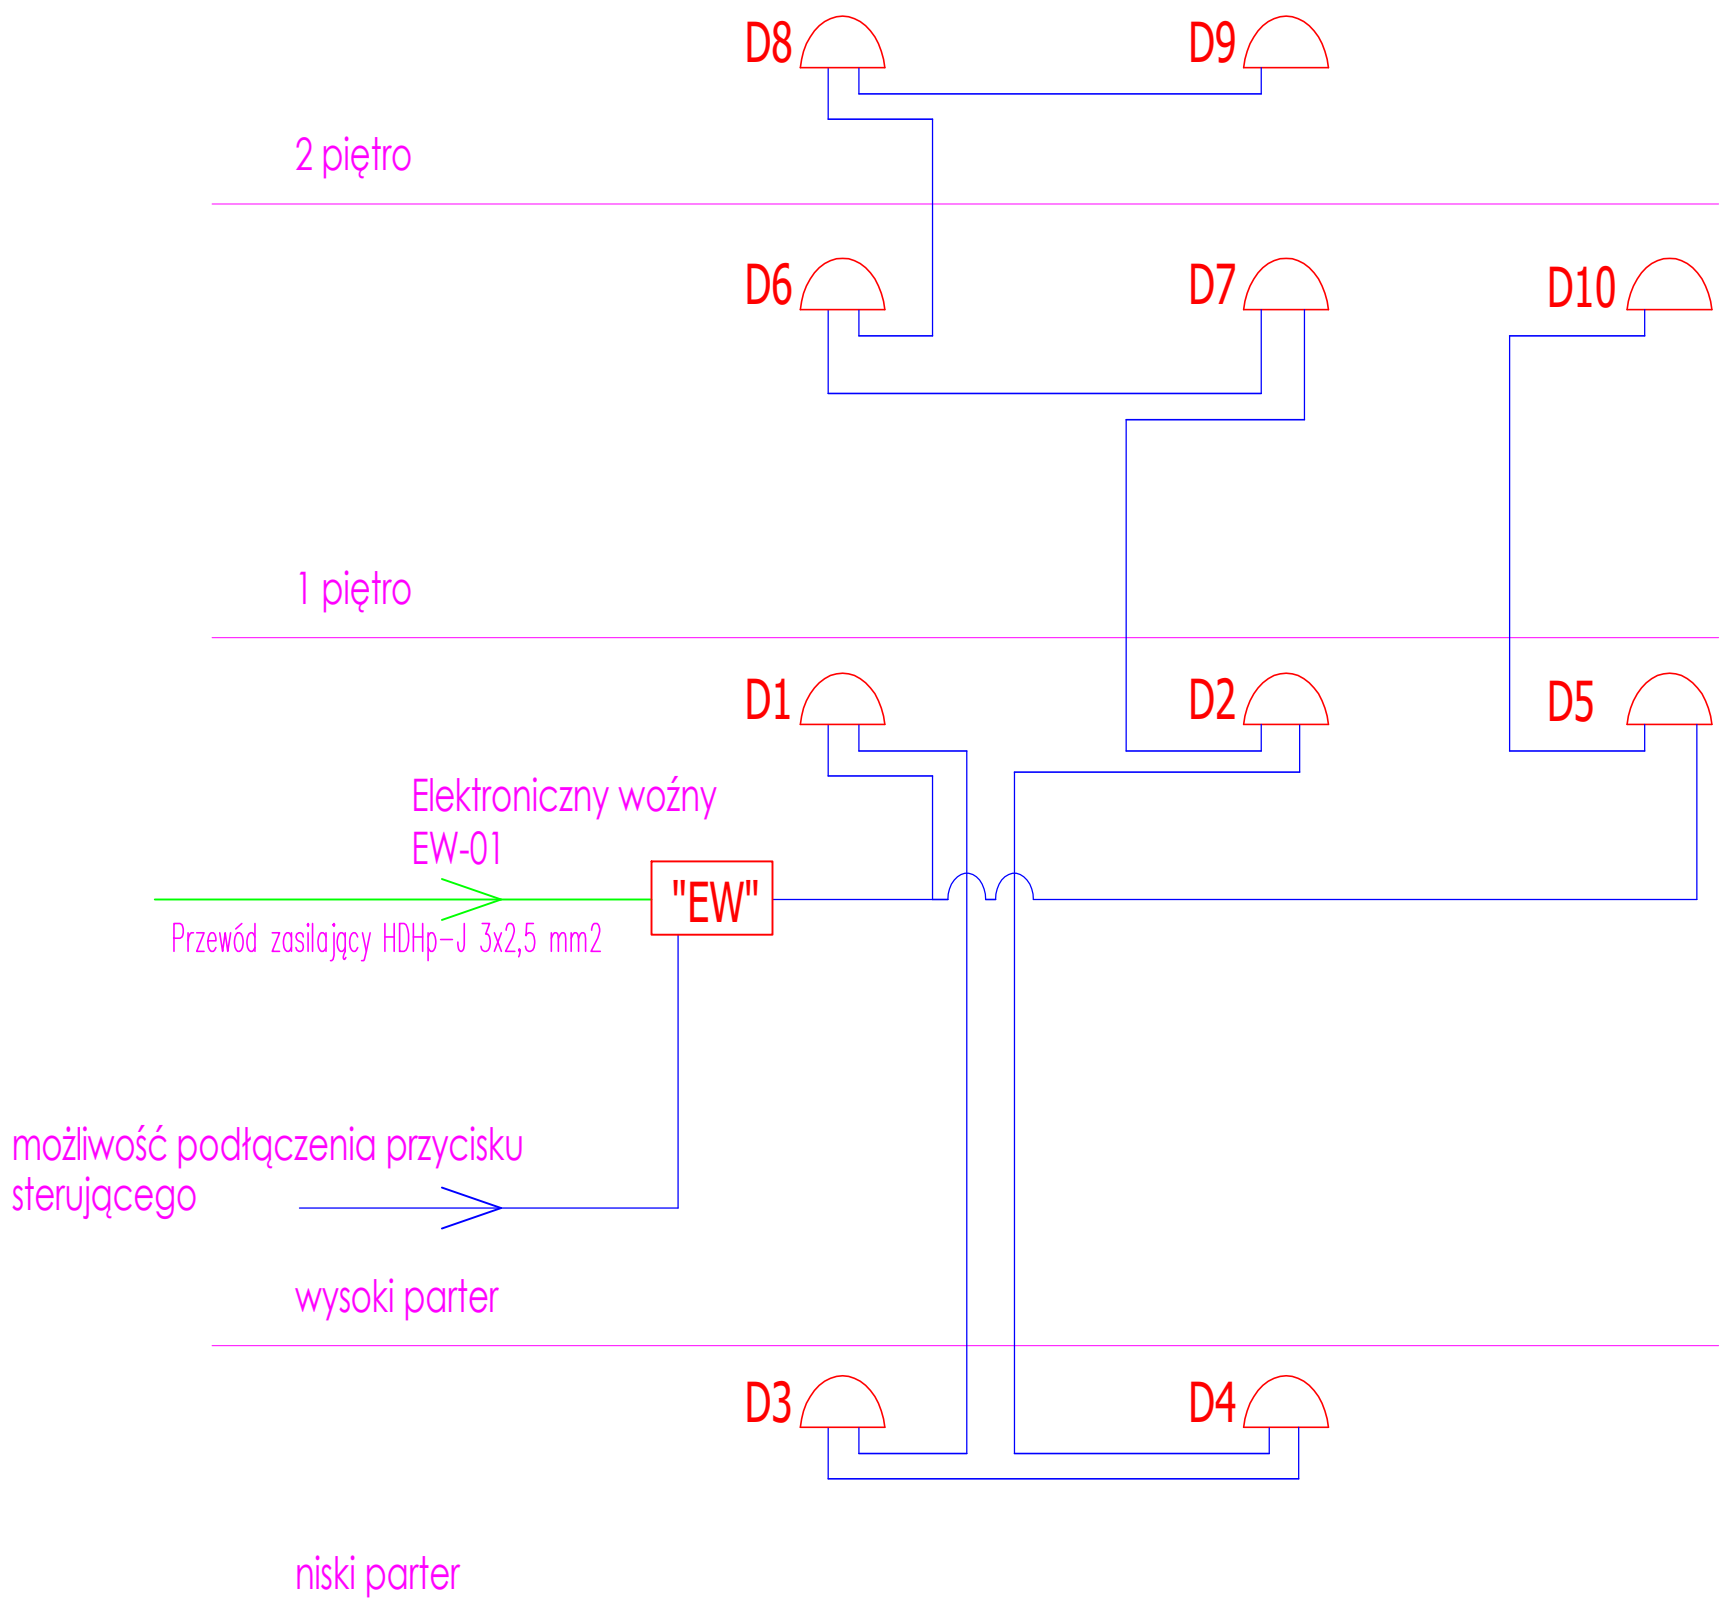 D8 D9
2 piętro
D6 D7 D10
1 piętro
D1 D2 D5
Elektroniczny woźny
EW-01
"EW"
Przewód zasilający HDHp-J 3x2,5 mm2
możliwość podłączenia przycisku
sterującego
wysoki parter
D3 D4
niski parter